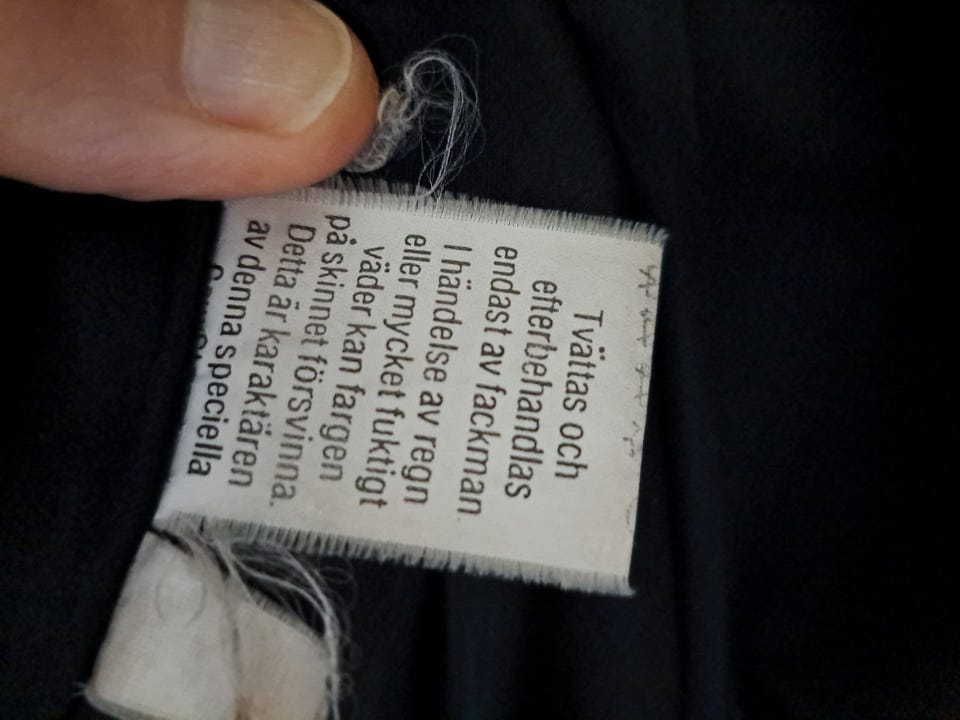 Tvättas och
efterbehandlas
endast av fackman
I händelse av regn
eller mycket fuktigt
väder kan fargen
på skinnet försvinna.
Detta är karaktären
av denna speciella